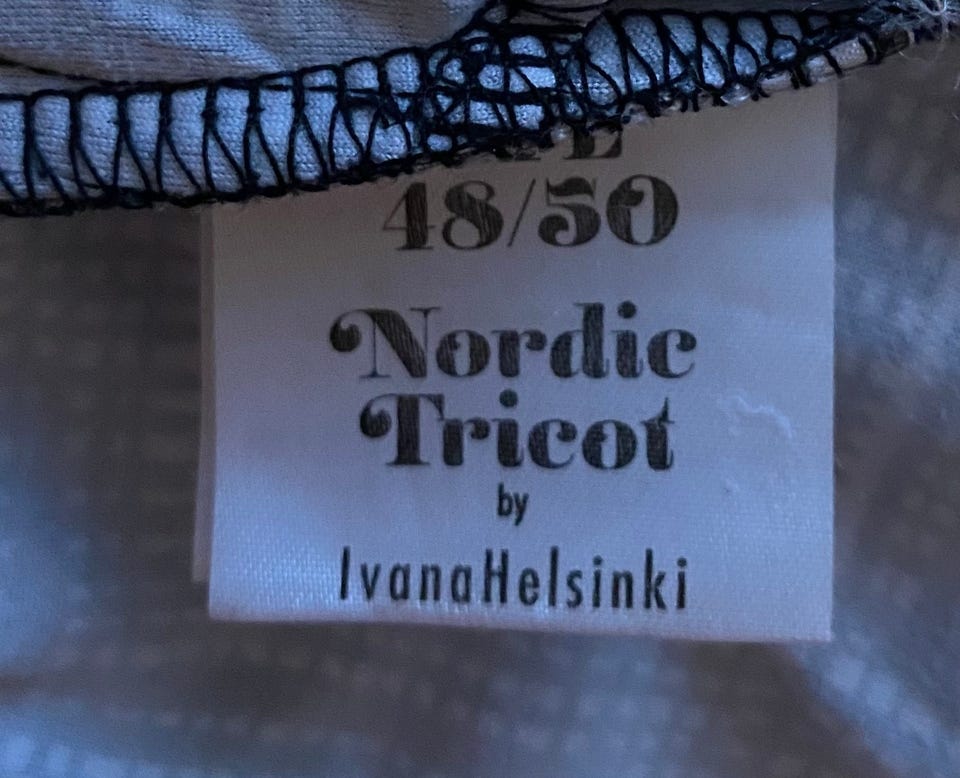 48/50
Nordic
Tricot
by
IvanaHelsinki